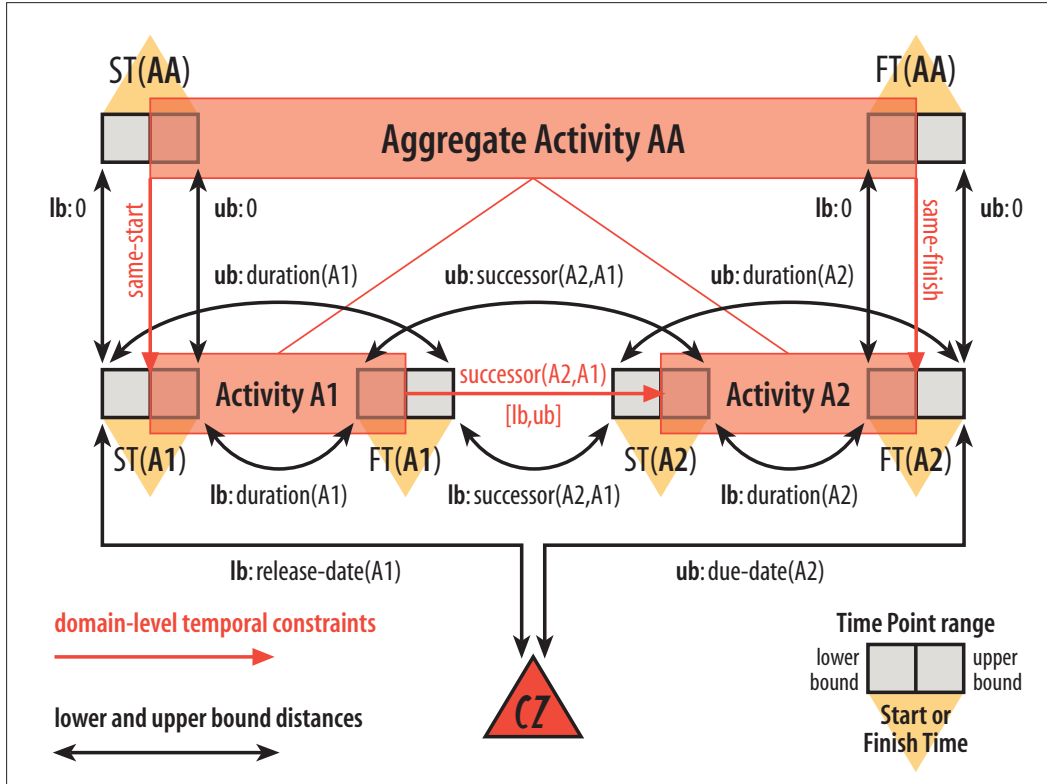 ST(AA)
FT(AA)
Aggregate Activity AA
lb: 0
ub: 0
lb: 0
ub: 0
same-start
same-finish
ub: duration(A1)
ub: successor(A2,A1)
ub: duration(A2)
Activity A1
successor(A2,A1)
[lb,ub]
Activity A2
ST(A1)
FT(A1)
ST(A2)
FT(A2)
lb: duration(A1)
lb: successor(A2,A1)
lb: duration(A2)
lb: release-date(A1)
ub: due-date(A2)
domain-level temporal constraints
lower and upper bound distances
CZ
Time Point range
lower
bound
upper
bound
Start or
Finish Time